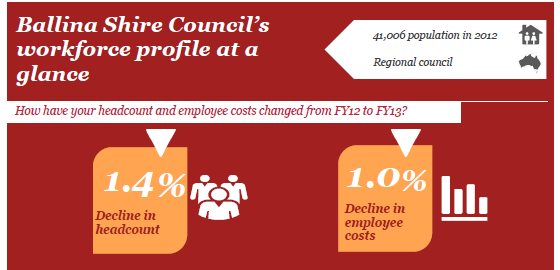 Ballina Shire Council's
workforce profile at a
glance
41,006 population in 2012
Regional council
How have your headcount and employee costs changed from FY12 to FY13?
1.4%
Decline in
headcount
1.0%
Decline in
employee
costs